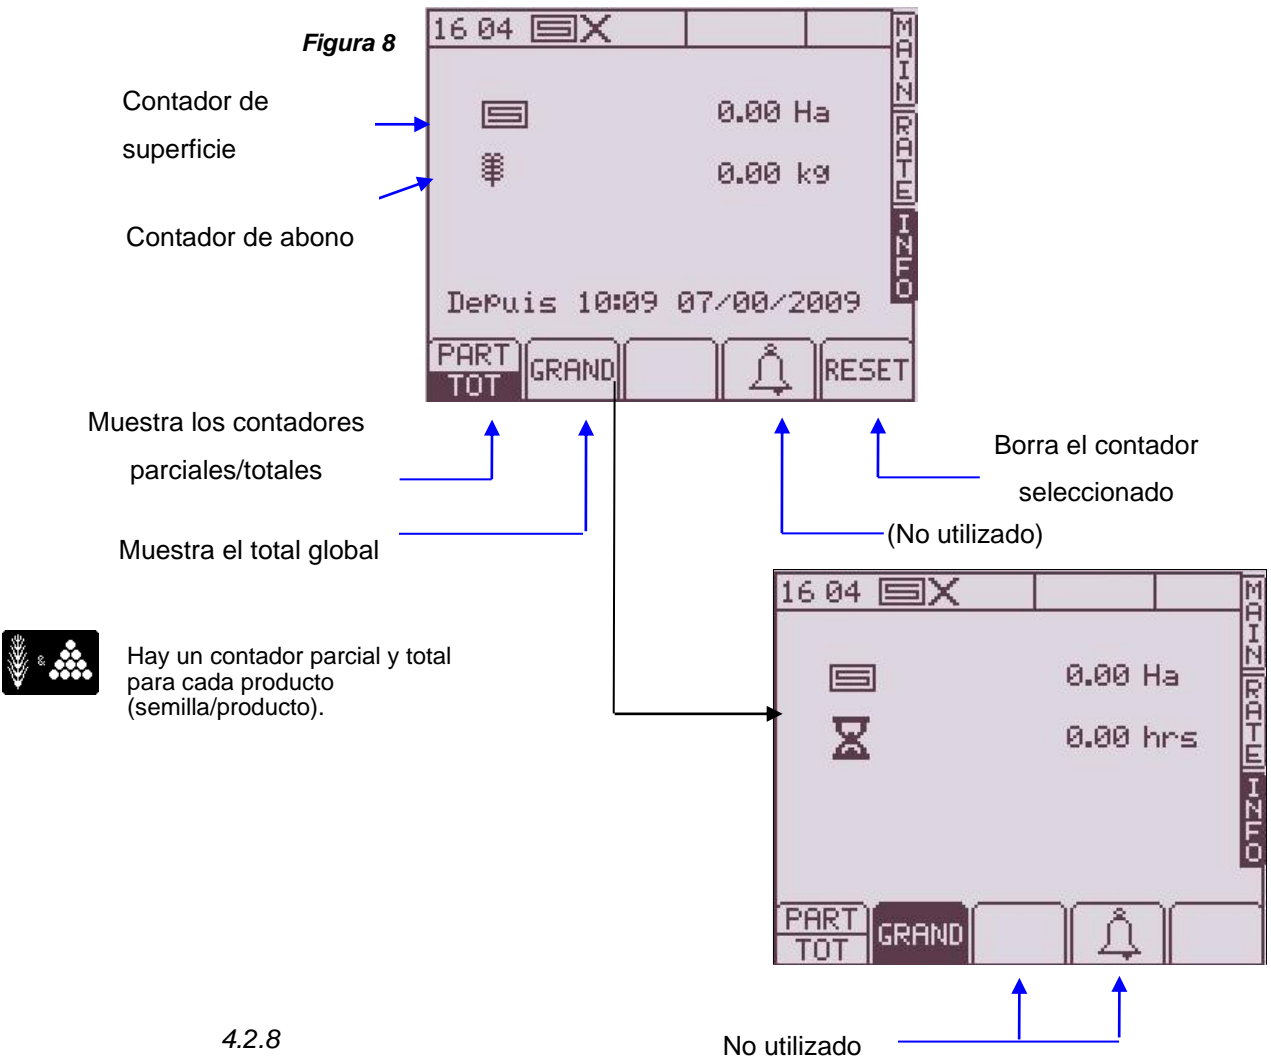 Figura 8
16 04
MAIN
RATE
INFO
Contador de
superficie
0.00 Ha
0.00 kg
Contador de abono
Depuis 10:09 07/00/2009
PART
TOT
GRAND
RESET
Muestra los contadores
parciales/totales
Borra el contador
seleccionado
Muestra el total global
(No utilizado)
16 04
MAIN
RATE
INFO
&
Hay un contador parcial y total
para cada producto
(semilla/producto).
0.00 Ha
0.00 hrs
PART
TOT
GRAND
4.2.8
No utilizado